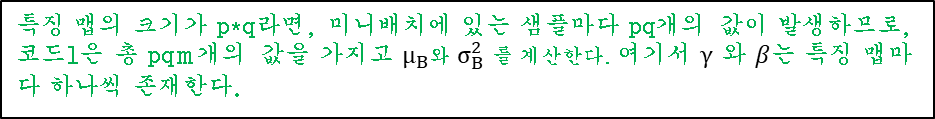 특징 맵의 크기가 p*q라면, 미니배치에 있는 샘플마다 pq개의 값이 발생하므로,
코드1은 총 pqm개의 값을 가지고 μ_B와 σ_B^2 를 계산한다. 여기서 γ 와 β는 특징 맵마
다 하나씩 존재한다.